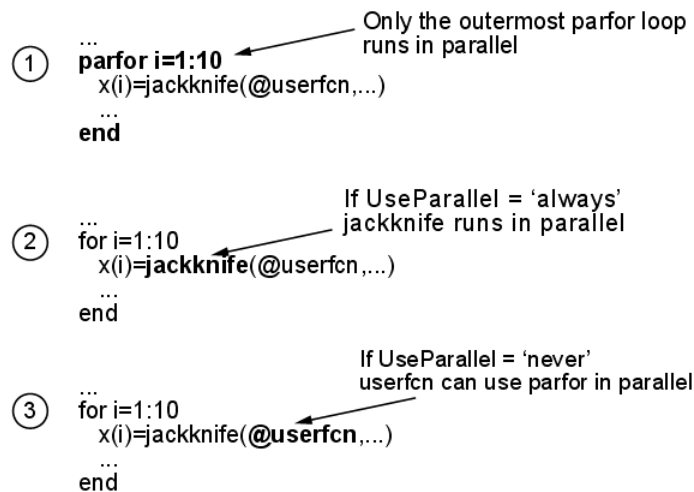 Only the outermost parfor loop
runs in parallel
...
1
parfor i=1:10
x(i)=jackknife(@userfcn,...)
...
end
If UseParallel = ‘always’
jackknife runs in parallel
...
2
for i=1:10
x(i)=jackknife(@userfcn,...)
...
end
If UseParallel = ‘never’
userfcn can use parfor in parallel
...
3
for i=1:10
x(i)=jackknife(@userfcn,...)
...
end